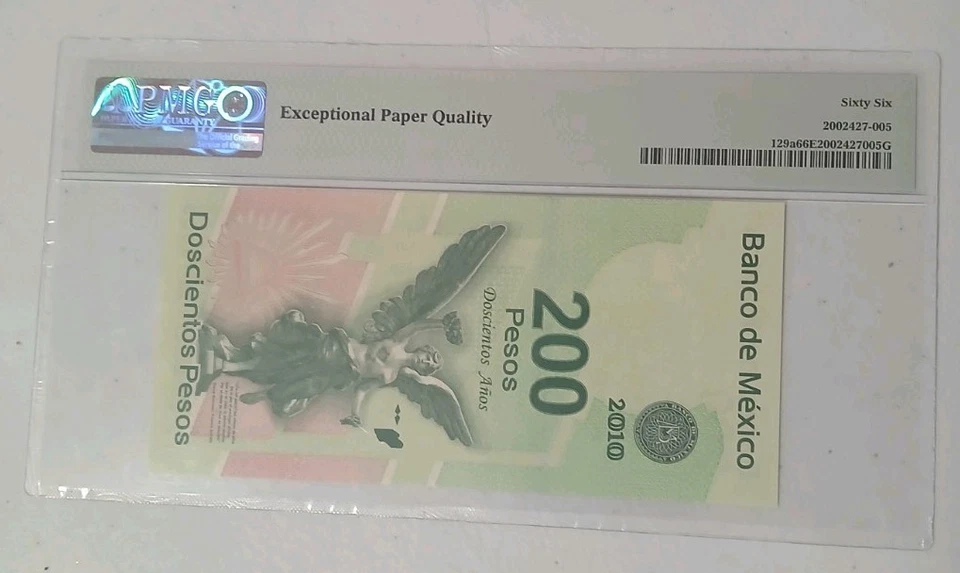 PMG
GUARANTY
Exceptional Paper Quality
Sixty Six
2002427-005
129a66E2002427005G
Banco de México
2010
200
Pesos
Doscientos Años
Doscientos Pesos